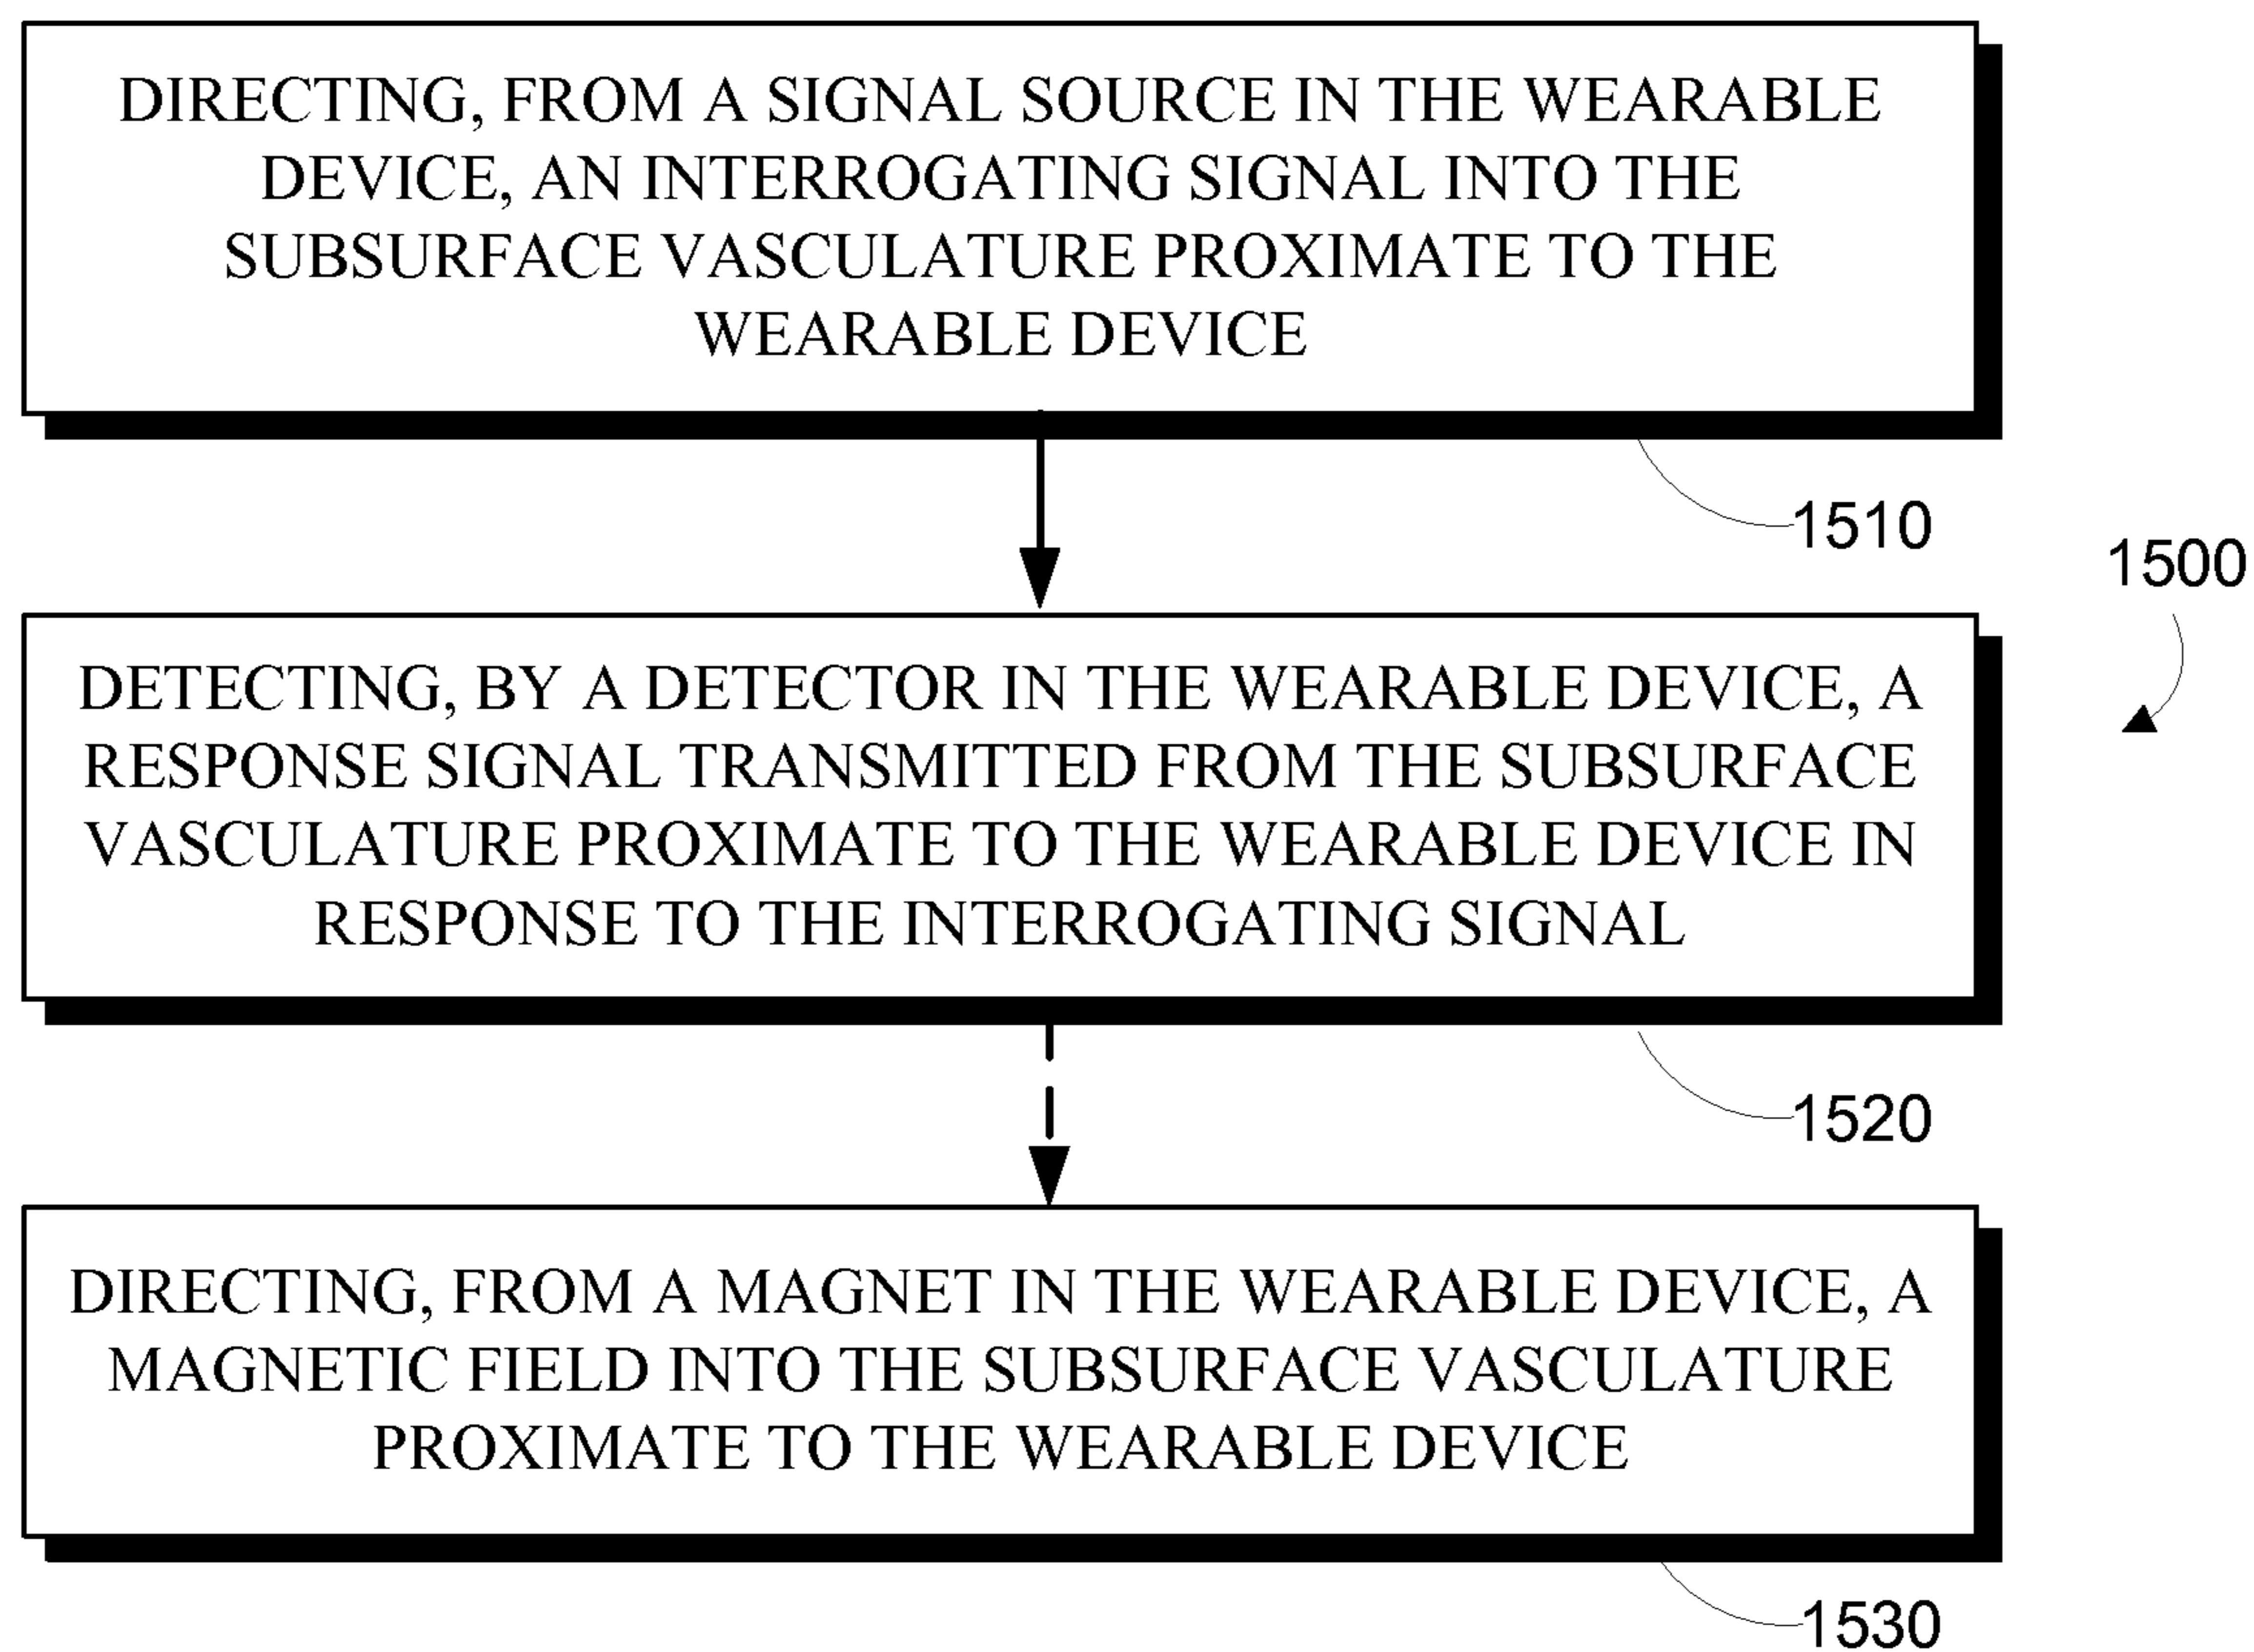 DIRECTING, FROM A SIGNAL SOURCE IN THE WEARABLE
DEVICE, AN INTERROGATING SIGNAL INTO THE
SUBSURFACE VASCULATURE PROXIMATE TO THE
WEARABLE DEVICE
1510
1500
DETECTING, BY A DETECTOR IN THE WEARABLE DEVICE, A
RESPONSE SIGNAL TRANSMITTED FROM THE SUBSURFACE
VASCULATURE PROXIMATE TO THE WEARABLE DEVICE IN
RESPONSE TO THE INTERROGATING SIGNAL
1520
DIRECTING, FROM A MAGNET IN THE WEARABLE DEVICE, A
MAGNETIC FIELD INTO THE SUBSURFACE VASCULATURE
PROXIMATE TO THE WEARABLE DEVICE
1530